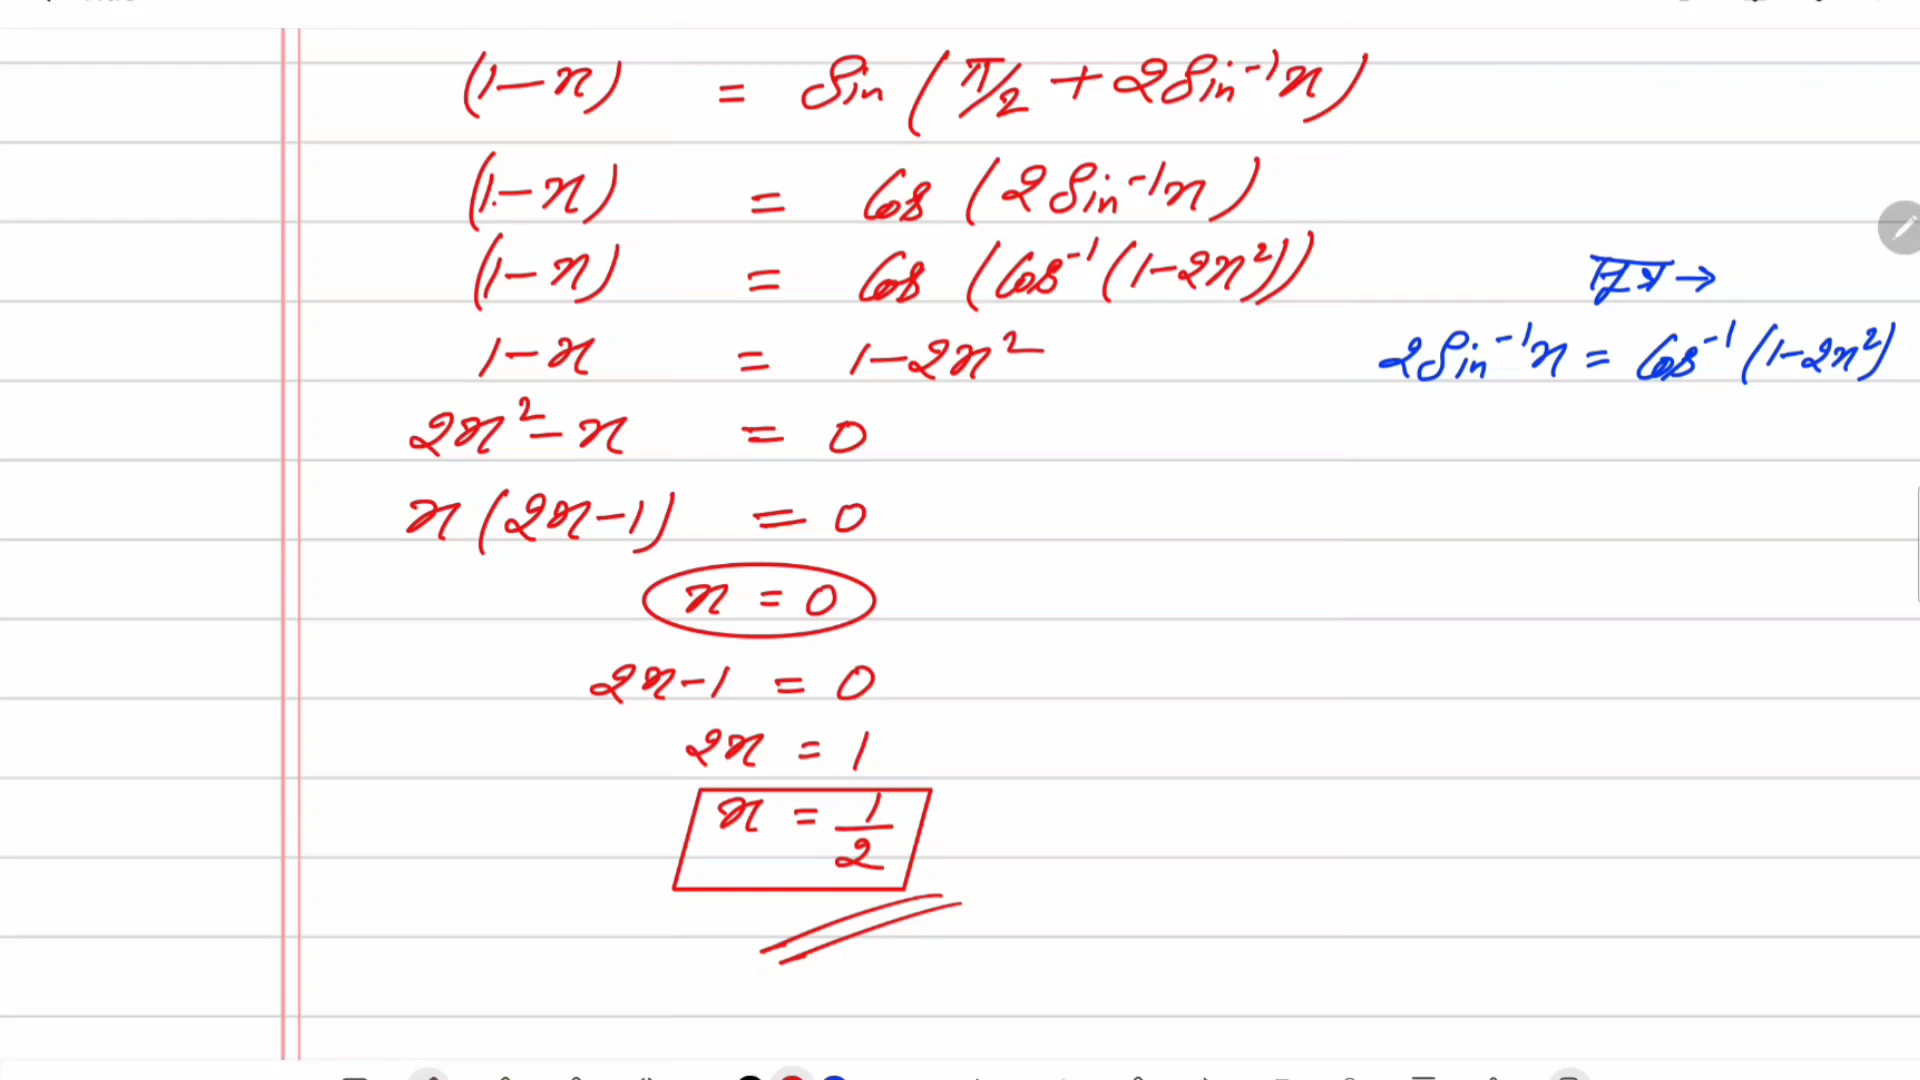 (1-x) = Sin (π/2 + 2Sin⁻¹x)
(1-x) = Cos (2Sin⁻¹x)
(1-x) = Cos (Cos⁻¹(1-2x²))
सूत्र →
1-x = 1-2x²
2Sin⁻¹x = Cos⁻¹(1-2x²)
2x²-x = 0
x(2x-1) = 0
x = 0
2x-1 = 0
2x = 1
x = 1/2